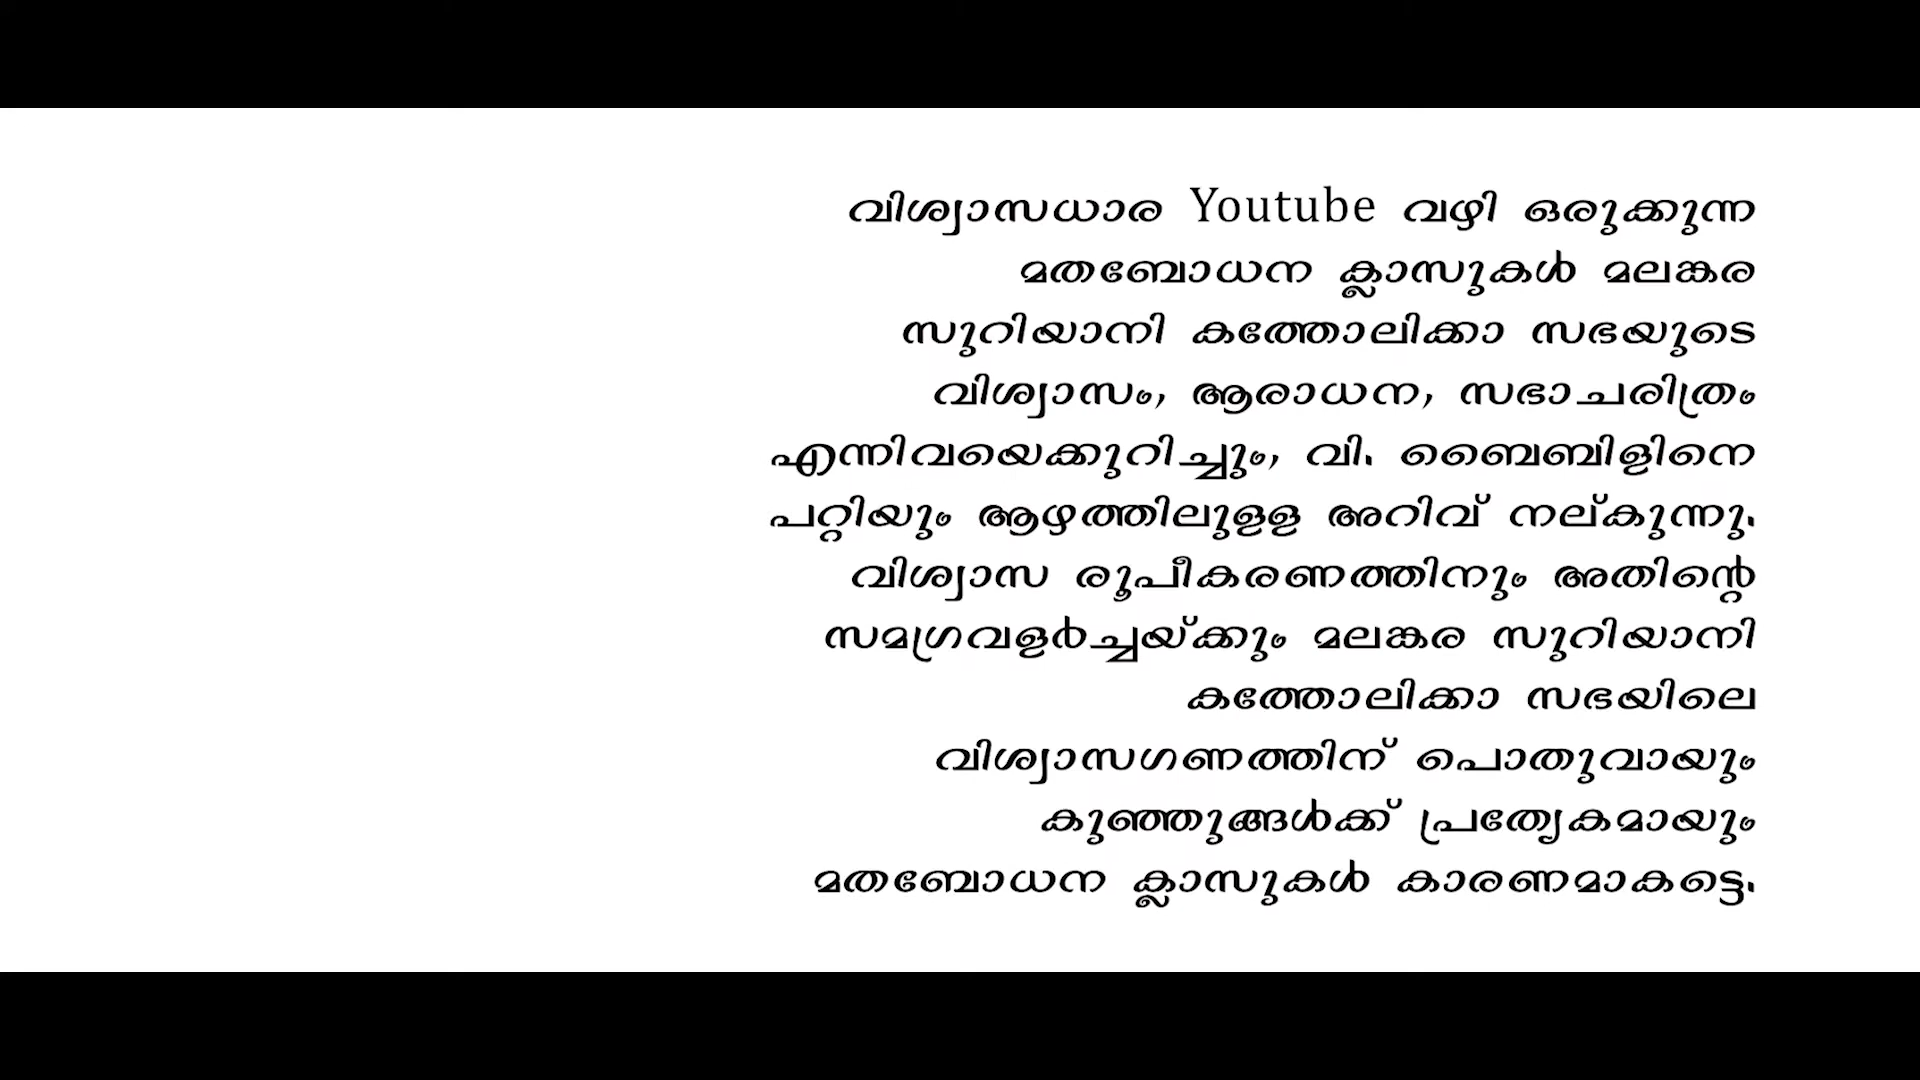 വിശ്വാസധാര Youtube വഴി ഒരുക്കുന്ന
മതബോധന ക്ലാസുകൾ മലങ്കര
സുറിയാനി കത്തോലിക്കാ സഭയുടെ
വിശ്വാസം, ആരാധന, സഭാചരിത്രം
എന്നിവയെക്കുറിച്ചും, വി. ബൈബിളിനെ
പറ്റിയും ആഴത്തിലുളള അറിവ് നല്കുന്നു.
വിശ്വാസ രൂപീകരണത്തിനും അതിന്റെ
സമഗ്രവളർച്ചയ്ക്കും മലങ്കര സുറിയാനി
കത്തോലിക്കാ സഭയിലെ
വിശ്വാസഗണത്തിന് പൊതുവായും
കുഞ്ഞുങ്ങൾക്ക് പ്രത്യേകമായും
മതബോധന ക്ലാസുകൾ കാരണമാകട്ടെ.